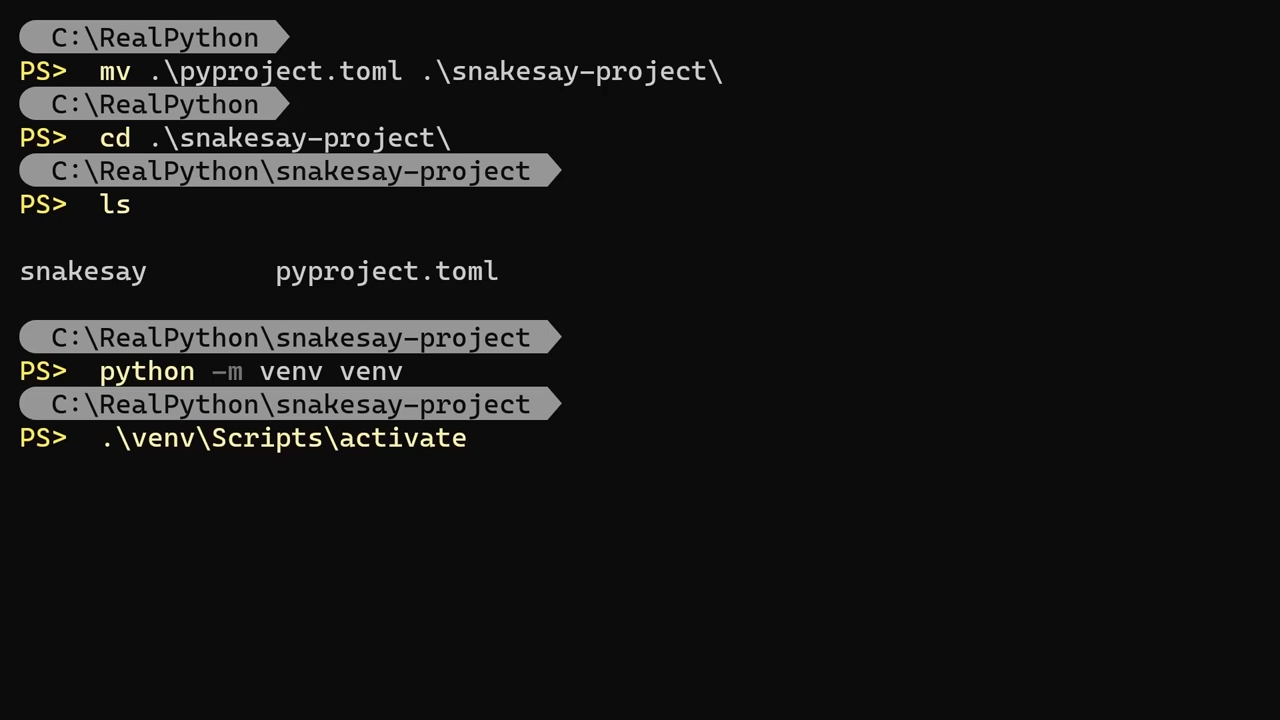 C:\RealPython
PS> mv .\pyproject.toml .\snakesay-project\
C:\RealPython
PS> cd .\snakesay-project\
C:\RealPython\snakesay-project
PS> ls
snakesay pyproject.toml
C:\RealPython\snakesay-project
PS> python -m venv venv
C:\RealPython\snakesay-project
PS> .\venv\Scripts\activate